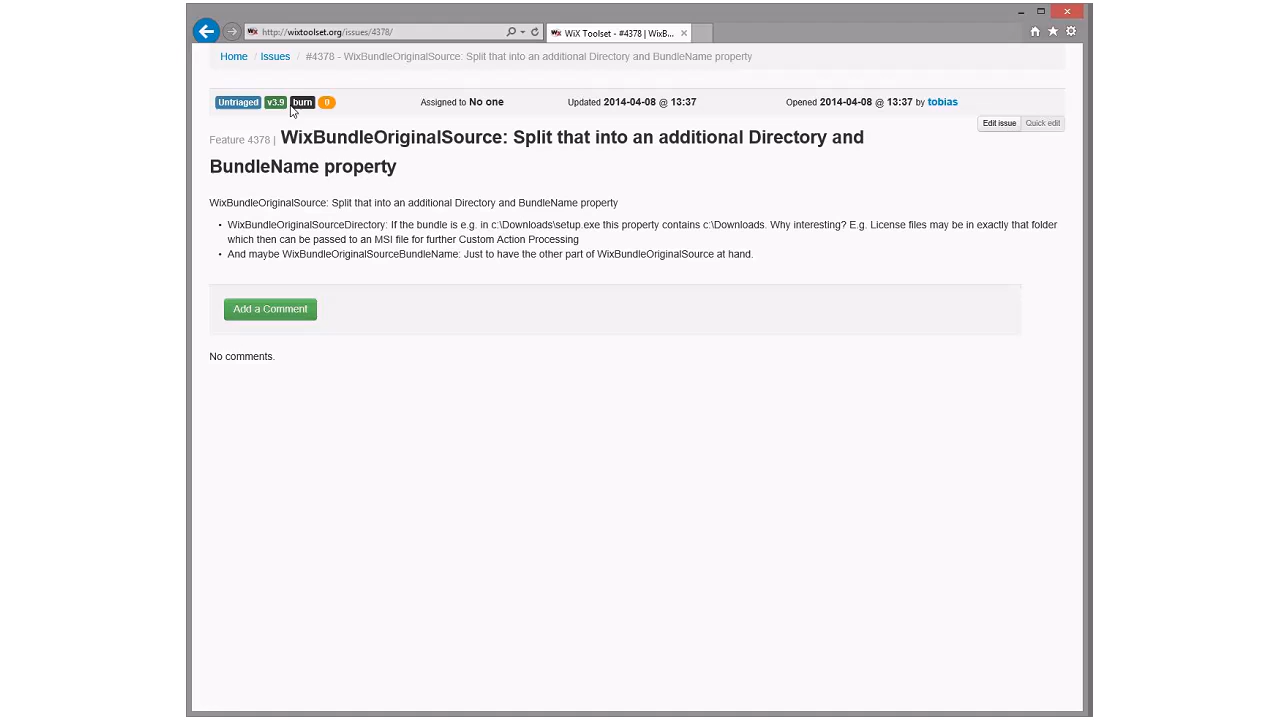 http://wixtoolset.org/issues/4378/
WiX Toolset - #4378 | WixB...
Home / Issues / #4378 - WixBundleOriginalSource: Split that into an additional Directory and BundleName property
Untriaged v3.9 burn 0 Assigned to No one Updated 2014-04-08 @ 13:37 Opened 2014-04-08 @ 13:37 by tobias
Edit issue Quick edit
Feature 4378 | WixBundleOriginalSource: Split that into an additional Directory and
BundleName property
WixBundleOriginalSource: Split that into an additional Directory and BundleName property
• WixBundleOriginalSourceDirectory: If the bundle is e.g. in c:\Downloads\setup.exe this property contains c:\Downloads. Why interesting? E.g. License files may be in exactly that folder
which then can be passed to an MSI file for further Custom Action Processing
• And maybe WixBundleOriginalSourceBundleName: Just to have the other part of WixBundleOriginalSource at hand.
Add a Comment
No comments.